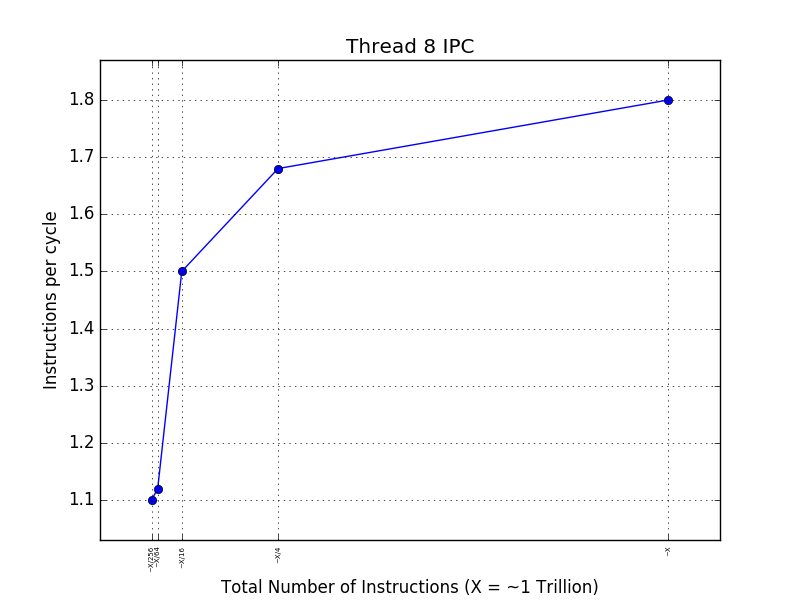 Thread 8 IPC
1.8
1.7
1.6
1.5
1.4
1.3
1.2
1.1
Instructions per cycle
~X/256
~X/64
~X/16
~X/4
~X
Total Number of Instructions (X = ~1 Trillion)